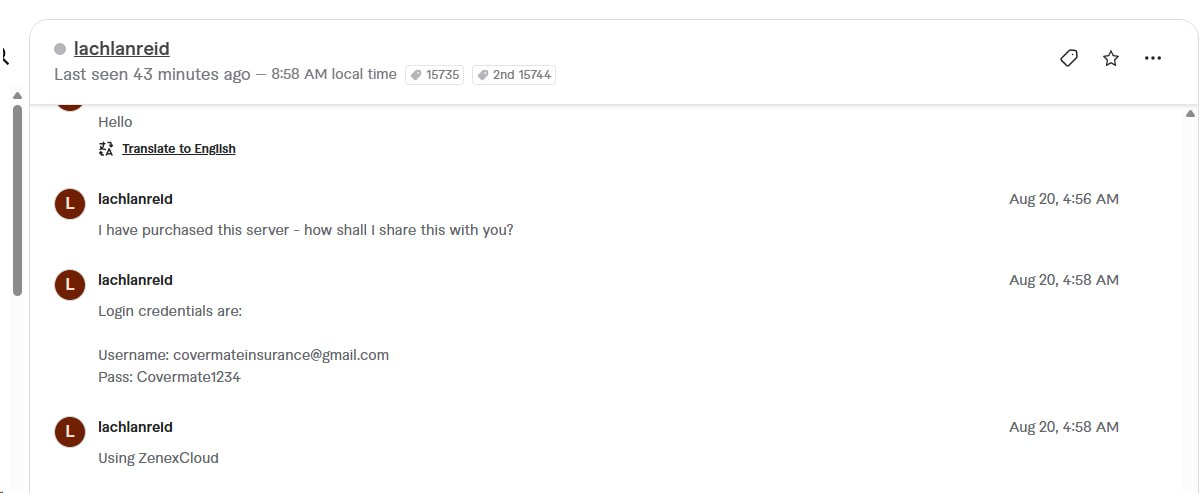 lachlanreid
Last seen 43 minutes ago – 8:58 AM local time 15735 2nd 15744
Hello
Translate to English
L lachlanreid Aug 20, 4:56 AM
I have purchased this server - how shall I share this with you?
L lachlanreid Aug 20, 4:58 AM
Login credentials are:
Username: covermateinsurance@gmail.com
Pass: Covermate1234
L lachlanreid Aug 20, 4:58 AM
Using ZenexCloud